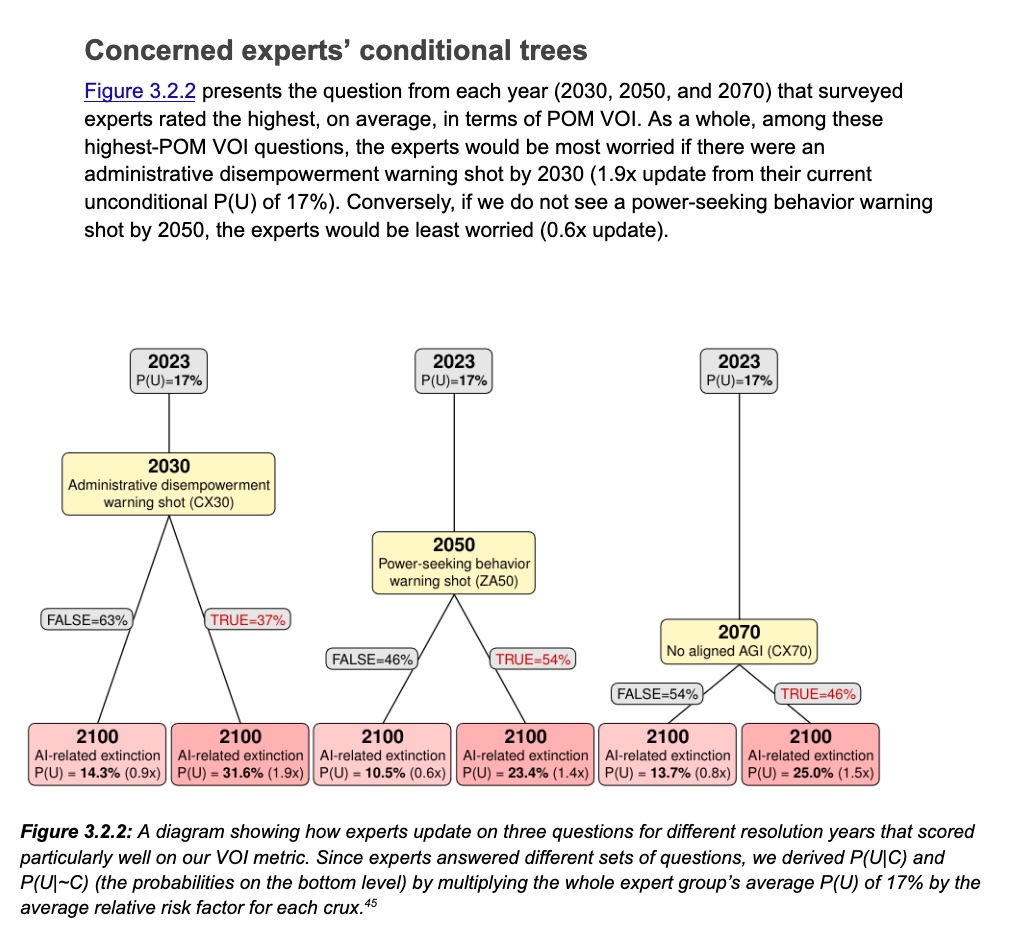 Concerned experts’ conditional trees
Figure 3.2.2 presents the question from each year (2030, 2050, and 2070) that surveyed
experts rated the highest, on average, in terms of POM VOI. As a whole, among these
highest-POM VOI questions, the experts would be most worried if there were an
administrative disempowerment warning shot by 2030 (1.9x update from their current
unconditional P(U) of 17%). Conversely, if we do not see a power-seeking behavior warning
shot by 2050, the experts would be least worried (0.6x update).
2023
P(U)=17%
2030
Administrative disempowerment
warning shot (CX30)
FALSE=63%
TRUE=37%
2100
AI-related extinction
P(U) = 14.3% (0.9x)
2100
AI-related extinction
P(U) = 31.6% (1.9x)
2023
P(U)=17%
2050
Power-seeking behavior
warning shot (ZA50)
FALSE=46%
TRUE=54%
2100
AI-related extinction
P(U) = 10.5% (0.6x)
2100
AI-related extinction
P(U) = 23.4% (1.4x)
2023
P(U)=17%
2070
No aligned AGI (CX70)
FALSE=54%
TRUE=46%
2100
AI-related extinction
P(U) = 13.7% (0.8x)
2100
AI-related extinction
P(U) = 25.0% (1.5x)
Figure 3.2.2: A diagram showing how experts update on three questions for different resolution years that scored
particularly well on our VOI metric. Since experts answered different sets of questions, we derived P(U|C) and
P(U|~C) (the probabilities on the bottom level) by multiplying the whole expert group’s average P(U) of 17% by the
average relative risk factor for each crux.45